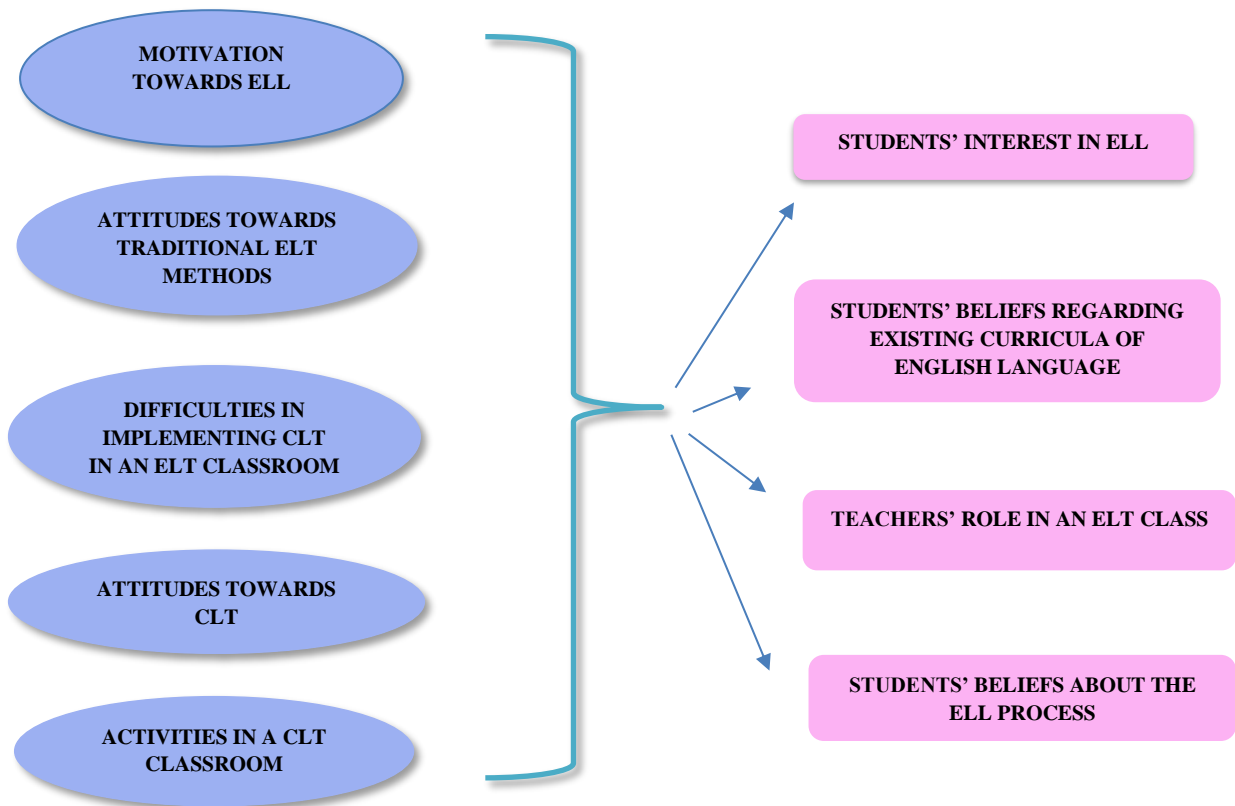 MOTIVATION
TOWARDS ELL
ATTITUDES TOWARDS
TRADITIONAL ELT
METHODS
DIFFICULTIES IN
IMPLEMENTING CLT
IN AN ELT CLASSROOM
ATTITUDES TOWARDS
CLT
ACTIVITIES IN A CLT
CLASSROOM
STUDENTS’ INTEREST IN ELL
STUDENTS’ BELIEFS REGARDING
EXISTING CURRICULA OF
ENGLISH LANGUAGE
TEACHERS’ ROLE IN AN ELT CLASS
STUDENTS’ BELIEFS ABOUT THE
ELL PROCESS